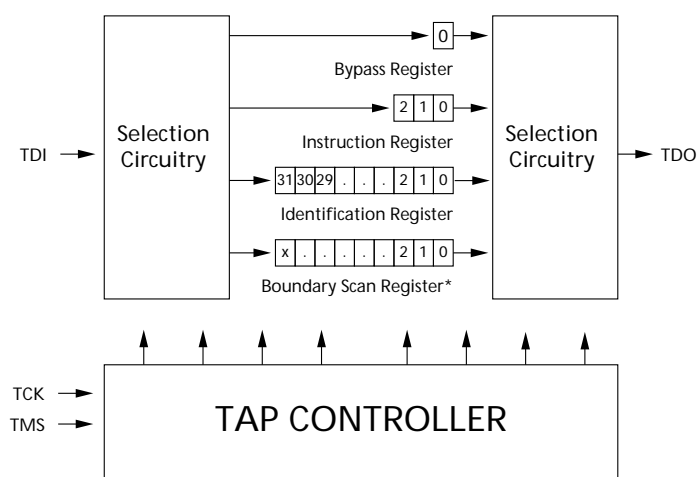 0
Bypass Register
2 1 0
Instruction Register
Selection
Circuitry
Selection
Circuitry
TDI
TDO
31 30 29 . . . 2 1 0
Identification Register
x . . . . . 2 1 0
Boundary Scan Register*
TCK
TMS
TAP CONTROLLER